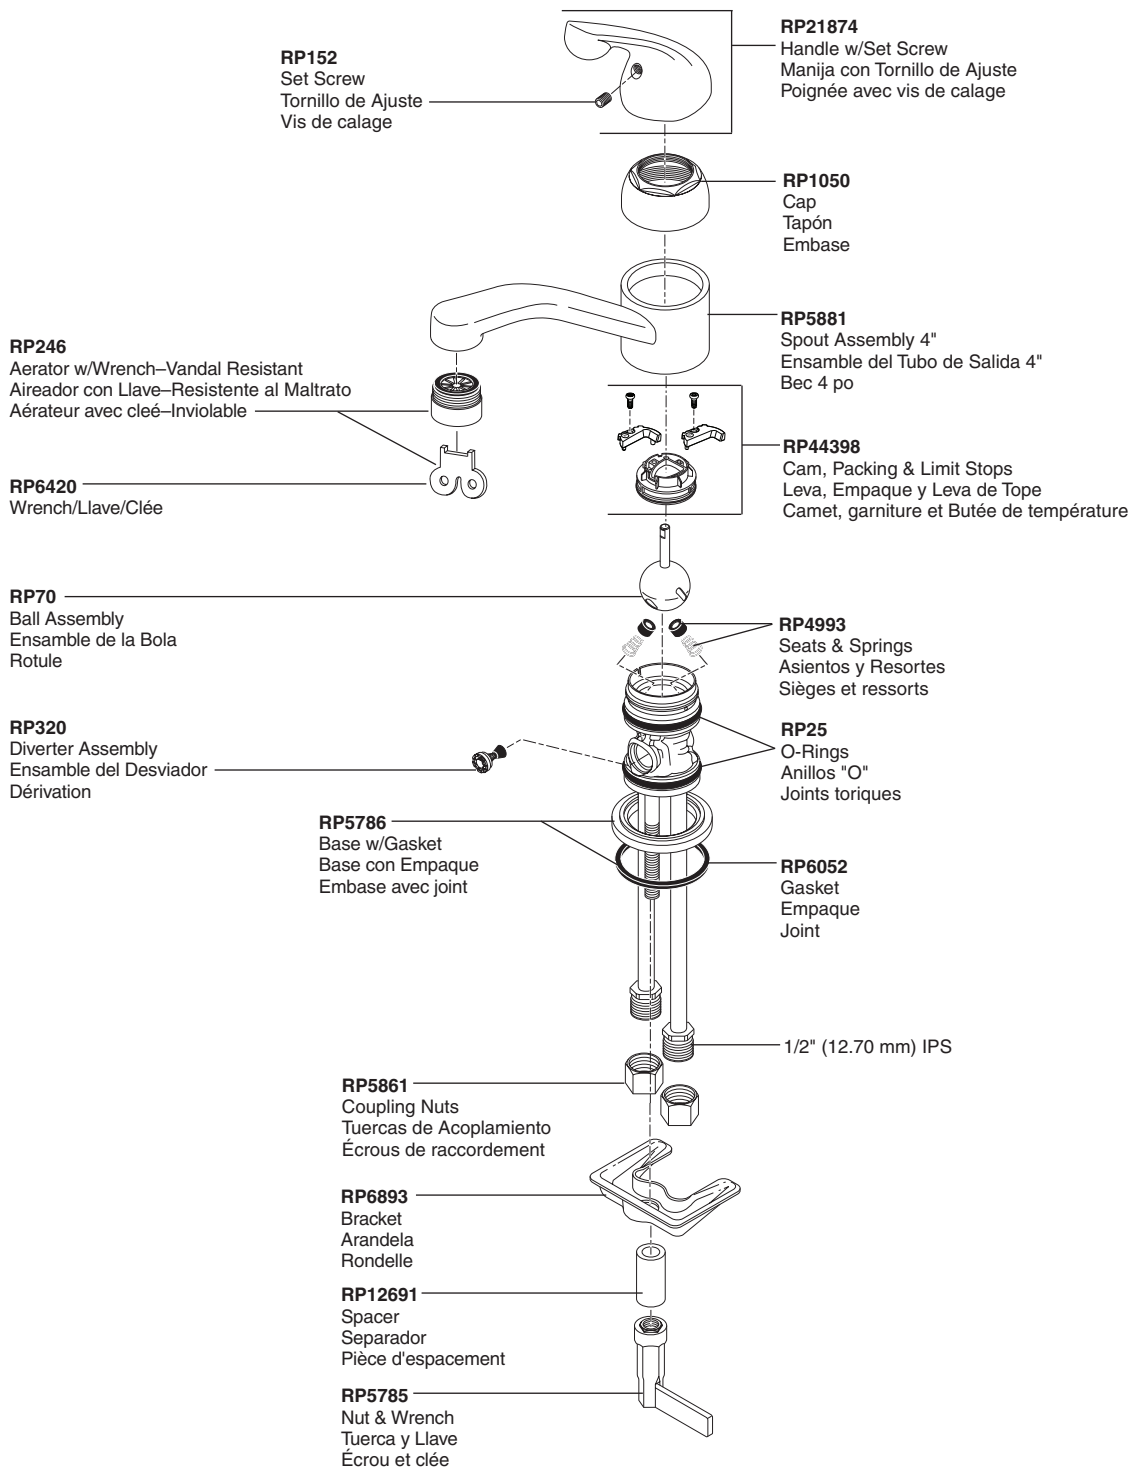 RP21874
Handle w/Set Screw
Manija con Tornillo de Ajuste
Poignée avec vis de calage
RP152
Set Screw
Tornillo de Ajuste
Vis de calage
RP1050
Cap
Tapón
Embase
RP5881
Spout Assembly 4"
Ensamble del Tubo de Salida 4"
Bec 4 po
RP246
Aerator w/Wrench–Vandal Resistant
Aireador con Llave–Resistente al Maltrato
Aérateur avec cleé–Inviolable
RP44398
Cam, Packing & Limit Stops
Leva, Empaque y Leva de Tope
Camet, garniture et Butée de température
RP6420
Wrench/Llave/Clée
RP70
Ball Assembly
Ensamble de la Bola
Rotule
RP4993
Seats & Springs
Asientos y Resortes
Sièges et ressorts
RP320
Diverter Assembly
Ensamble del Desviador
Dérivation
RP25
O-Rings
Anillos "O"
Joints toriques
RP5786
Base w/Gasket
Base con Empaque
Embase avec joint
RP6052
Gasket
Empaque
Joint
1/2" (12.70 mm) IPS
RP5861
Coupling Nuts
Tuercas de Acoplamiento
Écrous de raccordement
RP6893
Bracket
Arandela
Rondelle
RP12691
Spacer
Separador
Pièce d'espacement
RP5785
Nut & Wrench
Tuerca y Llave
Écrou et clée